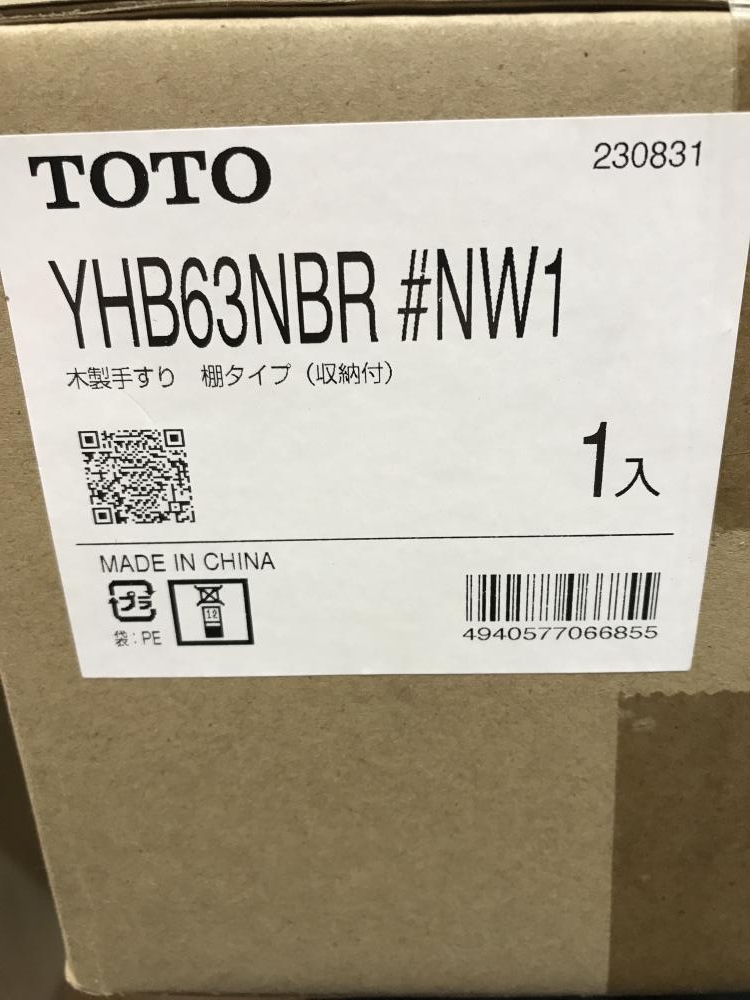 TOTO
230831
YHB63NBR #NW1
木製手すり 棚タイプ（収納付）
1入
MADE IN CHINA
プラ
12
袋：PE
4940577066855